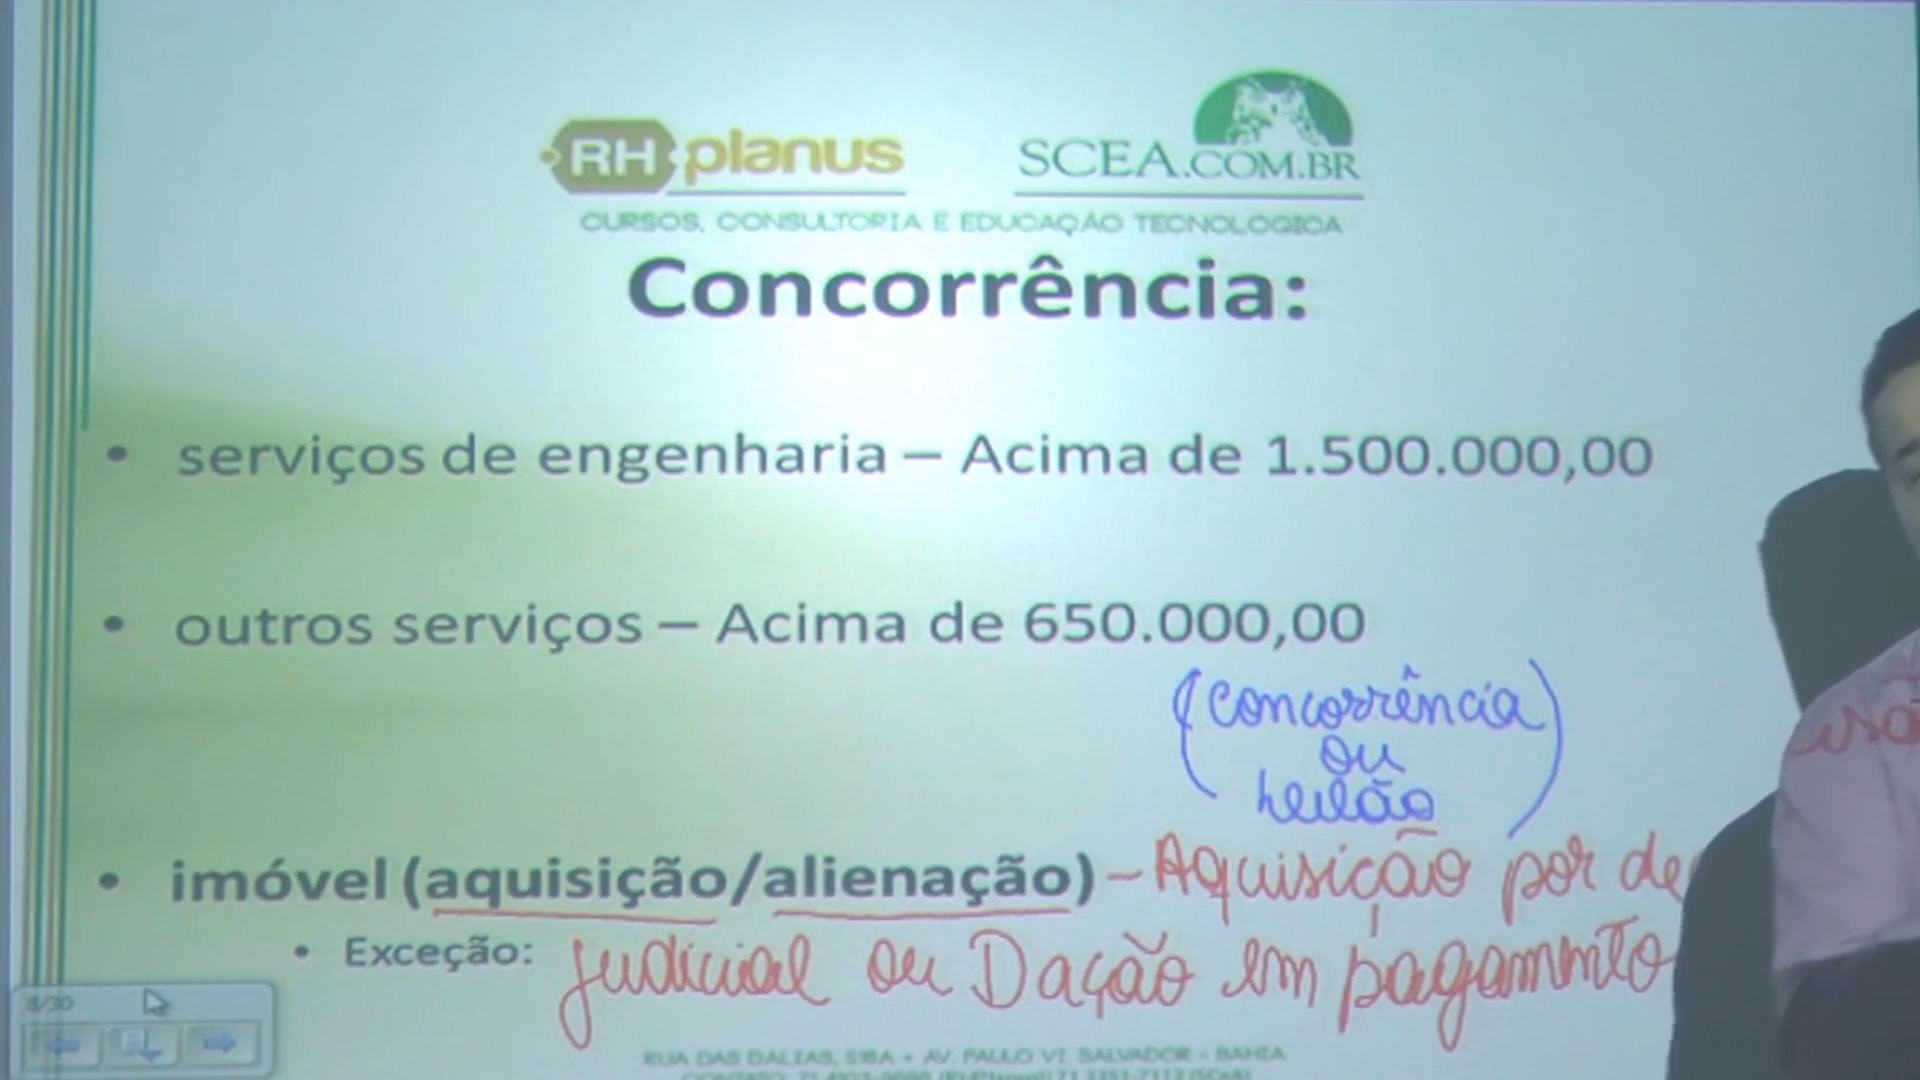 RH planus
SCEA.COM.BR
CURSOS, CONSULTORIA E EDUCAÇÃO TECNOLÓGICA
Concorrência:
• serviços de engenharia – Acima de 1.500.000,00
• outros serviços – Acima de 650.000,00
(Concorrência
ou
Leilão)
• imóvel (aquisição/alienação) – Aquisição por de
• Exceção: judicial ou Dação em pagamento
8/30
RUA DAS DÁLIAS, 518A - AV. PAULO VI. SALVADOR - BAHIA